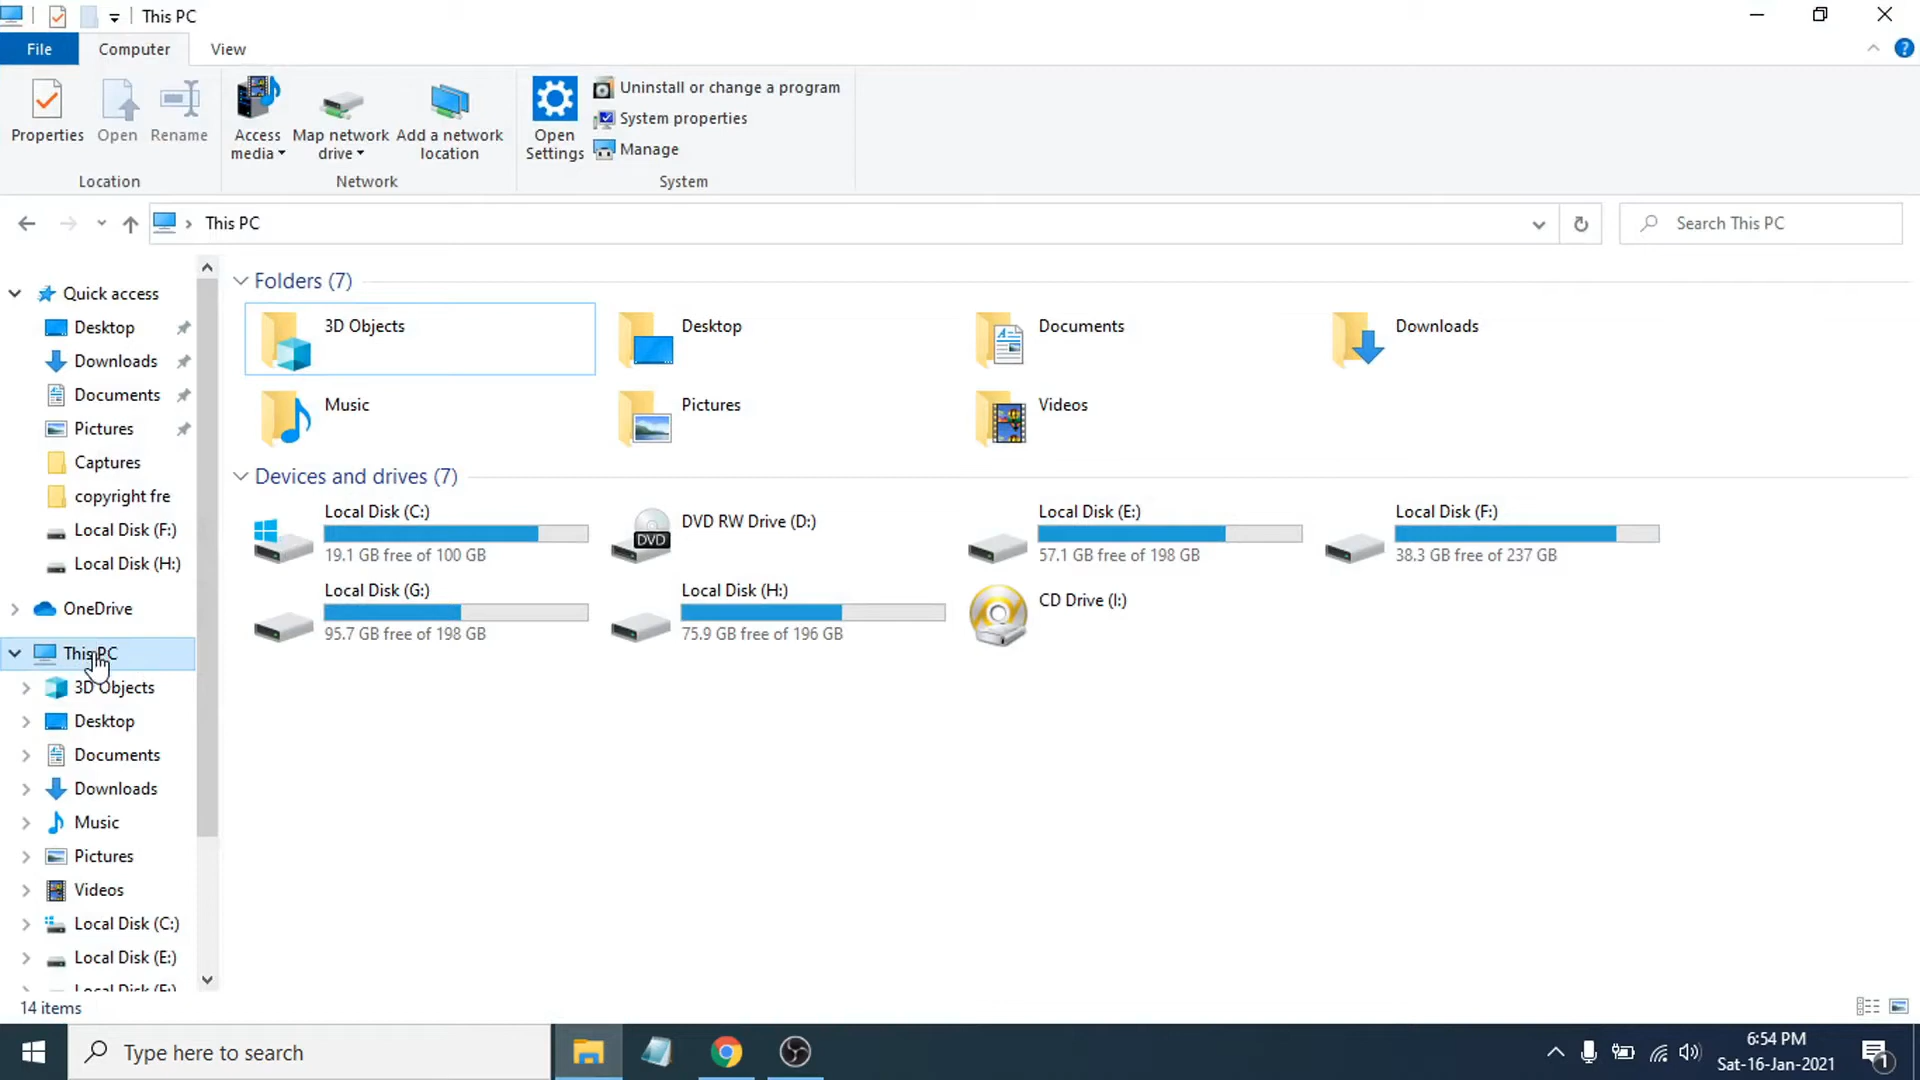 This PC
File
Computer
View
Properties
Open
Rename
Access
media
Map network
drive
Add a network
location
Open
Settings
Uninstall or change a program
System properties
Manage
Location
Network
System
This PC
Search This PC
Quick access
Desktop
Downloads
Documents
Pictures
Captures
copyright fre
Local Disk (F:)
Local Disk (H:)
OneDrive
This PC
3D Objects
Desktop
Documents
Downloads
Music
Pictures
Videos
Local Disk (C:)
Local Disk (E:)
Local Disk (F:)
Folders (7)
3D Objects
Desktop
Documents
Downloads
Music
Pictures
Videos
Devices and drives (7)
Local Disk (C:)
19.1 GB free of 100 GB
DVD RW Drive (D:)
DVD
Local Disk (E:)
57.1 GB free of 198 GB
Local Disk (F:)
38.3 GB free of 237 GB
Local Disk (G:)
95.7 GB free of 198 GB
Local Disk (H:)
75.9 GB free of 196 GB
CD Drive (I:)
14 items
Type here to search
6:54 PM
Sat-16-Jan-2021
1